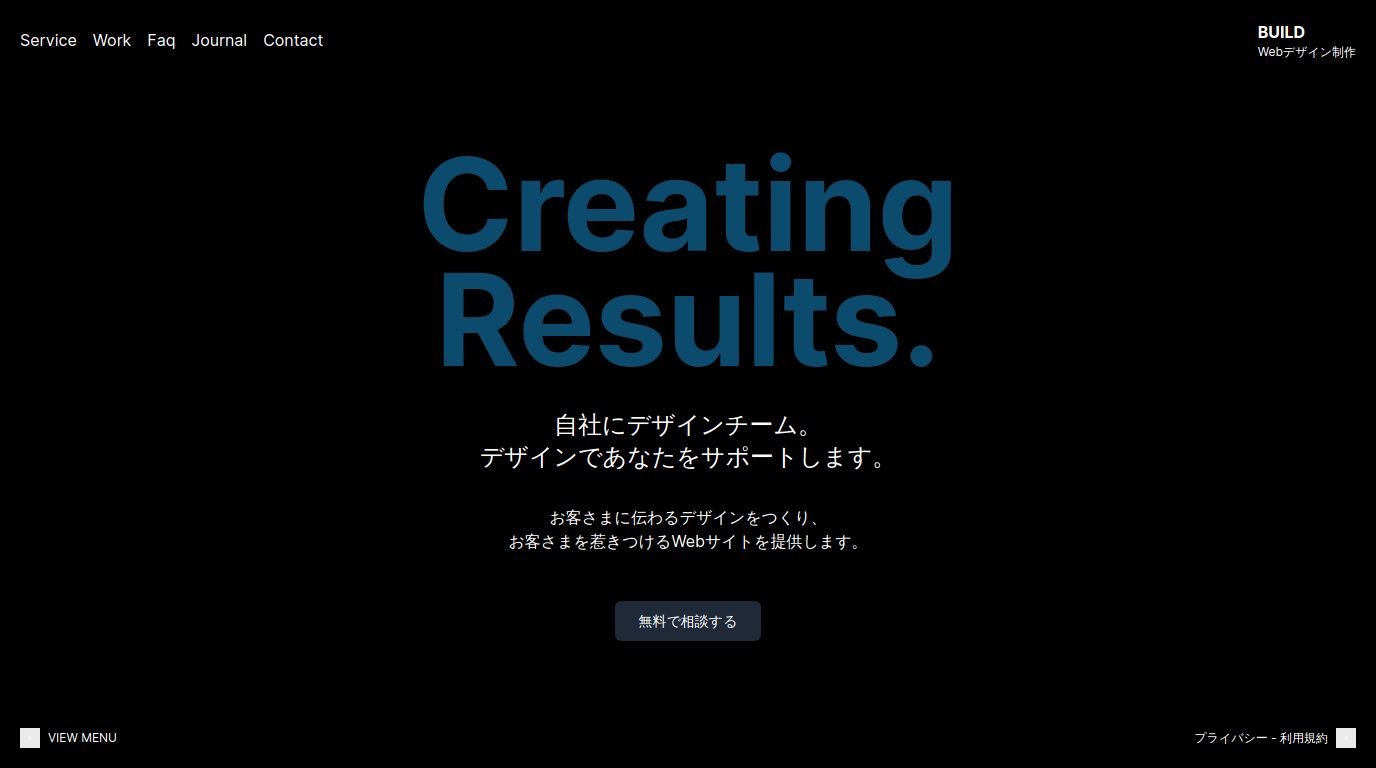 Service Work Faq Journal Contact
BUILD
Webデザイン制作
Creating
Results.
自社にデザインチーム。
デザインであなたをサポートします。
お客さまに伝わるデザインをつくり、
お客さまを惹きつけるWebサイトを提供します。
無料で相談する
VIEW MENU
プライバシー - 利用規約